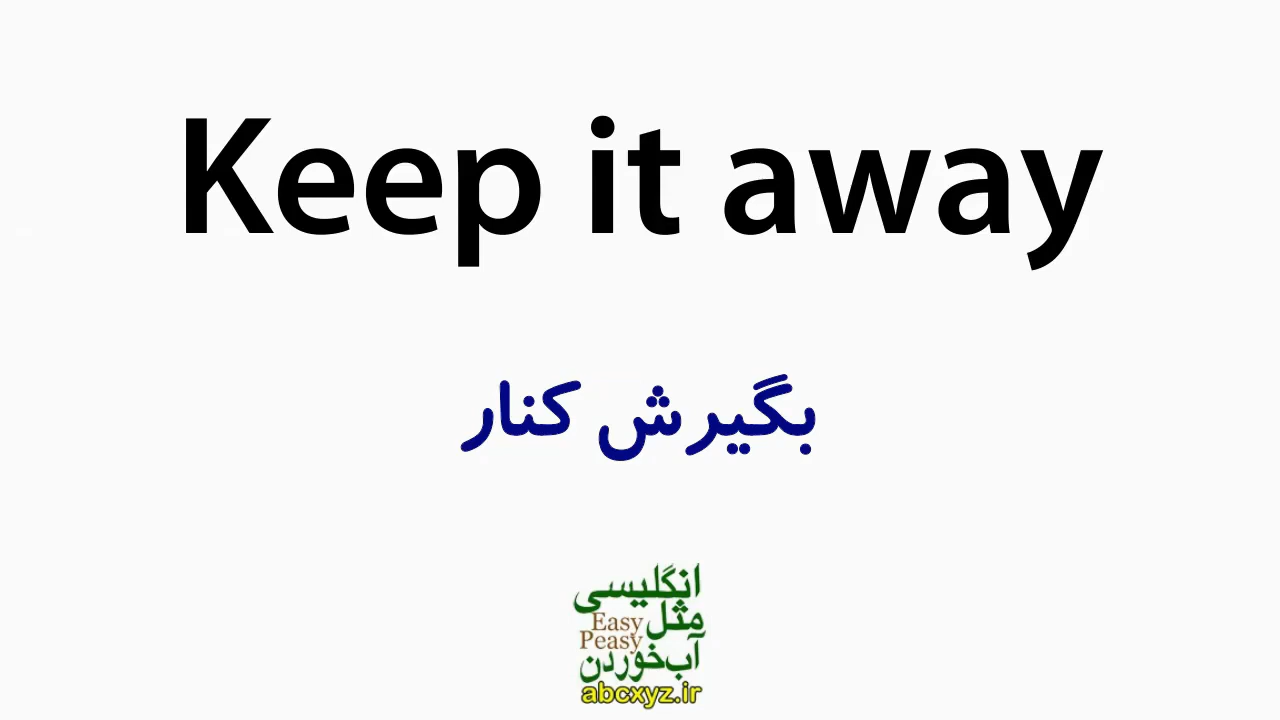 Keep it away
بگیرش کنار
انگلیسی
مثل
Easy
Peasy
آب‌خوردن
abcxyz.ir